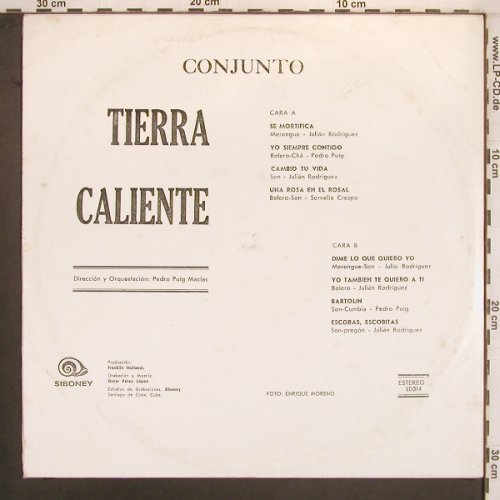 30 cm
20 cm
10 cm
www.LP-CD.de
10 cm
20 cm
30 cm
CONJUNTO
TIERRA
CALIENTE
Dirección y Orquestación: Pedro Puig Macías
CARA A
SE MORTIFICA
Merengue - Julián Rodríguez
YO SIEMPRE CONTIGO
Bolero-Chá - Pedro Puig
CAMBIO TU VIDA
Son - Julián Rodríguez
UNA ROSA EN EL ROSAL
Bolero-Son - Servelio Crespo
CARA B
DIME LO QUE QUIERO YO
Merengue-Son - Julio Rodríguez
YO TAMBIEN TE QUIERO A TI
Bolero - Julián Rodríguez
BARTOLIN
Son-Cumbia - Pedro Puig
ESCOBAS, ESCOBITAS
Son-pregón - Julián Rodríguez
SIBONEY
Producción:
Grabación y Mezcla:
Oscar Pérez López
Estudios de Grabaciones, Siboney
Santiago de Cuba, Cuba.
FOTO: ENRIQUE MORENO
ESTEREO
LD-314